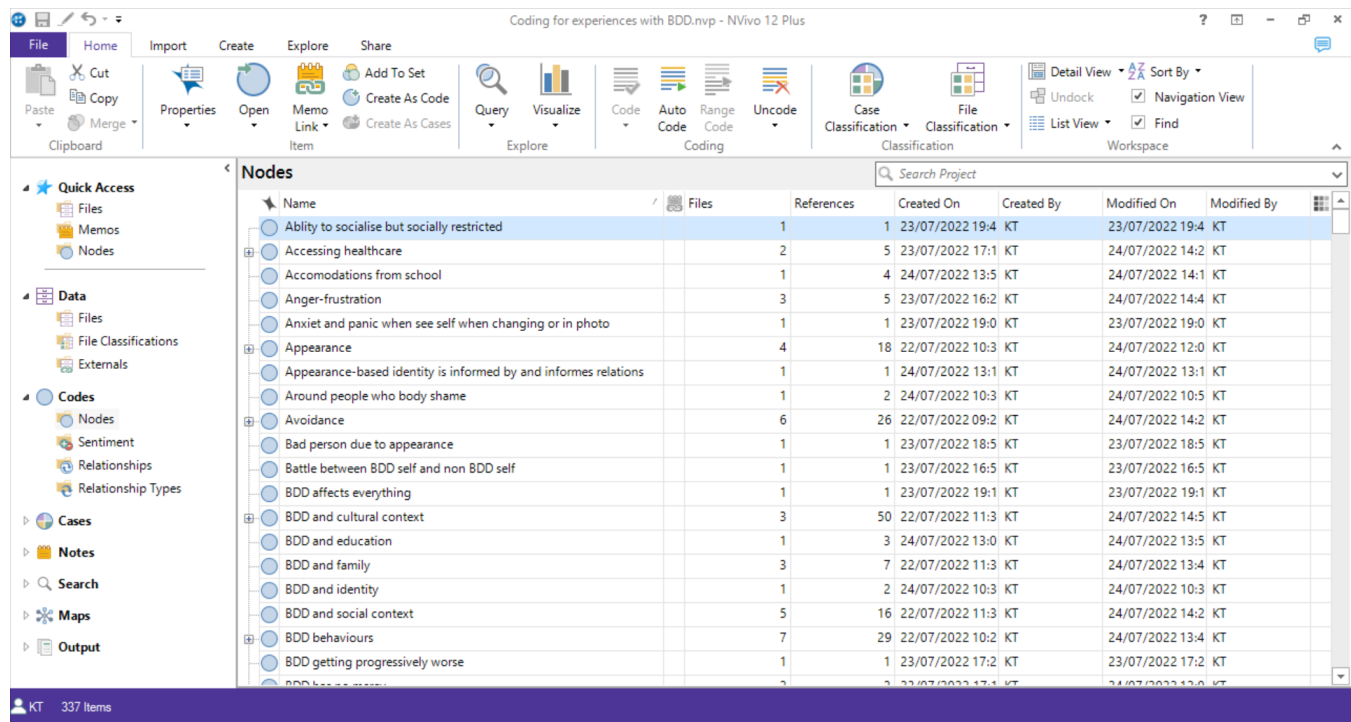 Coding for experiences with BDD.nvp - NVivo 12 Plus
File Home Import Create Explore Share
Paste
Cut
Copy
Merge
Clipboard
Properties
Open
Memo Link
Add To Set
Create As Code
Create As Cases
Item
Query
Visualize
Explore
Code
Auto Code
Range Code
Uncode
Coding
Case Classification
File Classification
Classification
Detail View
Sort By
Undock
Navigation View
List View
Find
Workspace
Quick Access
Files
Memos
Nodes
Data
Files
File Classifications
Externals
Codes
Nodes
Sentiment
Relationships
Relationship Types
Cases
Notes
Search
Maps
Output
Nodes
Search Project
Name Files References Created On Created By Modified On Modified By
Ablity to socialise but socially restricted 1 1 23/07/2022 19:4 KT 23/07/2022 19:4 KT
Accessing healthcare 2 5 23/07/2022 17:1 KT 24/07/2022 14:2 KT
Accomodations from school 1 4 24/07/2022 13:5 KT 24/07/2022 14:1 KT
Anger-frustration 3 5 23/07/2022 16:2 KT 24/07/2022 14:4 KT
Anxiet and panic when see self when changing or in photo 1 1 23/07/2022 19:0 KT 23/07/2022 19:0 KT
Appearance 4 18 22/07/2022 10:3 KT 24/07/2022 12:0 KT
Appearance-based identity is informed by and informes relations 1 1 24/07/2022 13:1 KT 24/07/2022 13:1 KT
Around people who body shame 1 2 24/07/2022 10:3 KT 24/07/2022 10:5 KT
Avoidance 6 26 22/07/2022 09:2 KT 24/07/2022 14:2 KT
Bad person due to appearance 1 1 23/07/2022 18:5 KT 23/07/2022 18:5 KT
Battle between BDD self and non BDD self 1 1 23/07/2022 16:5 KT 23/07/2022 16:5 KT
BDD affects everything 1 1 23/07/2022 19:1 KT 23/07/2022 19:1 KT
BDD and cultural context 3 50 22/07/2022 11:3 KT 24/07/2022 14:5 KT
BDD and education 1 3 24/07/2022 13:0 KT 24/07/2022 13:5 KT
BDD and family 3 7 22/07/2022 11:3 KT 24/07/2022 13:4 KT
BDD and identity 1 2 24/07/2022 10:3 KT 24/07/2022 10:3 KT
BDD and social context 5 16 22/07/2022 11:3 KT 24/07/2022 14:2 KT
BDD behaviours 7 29 22/07/2022 10:2 KT 24/07/2022 13:4 KT
BDD getting progressively worse 1 1 23/07/2022 17:2 KT 23/07/2022 17:2 KT
KT 337 Items